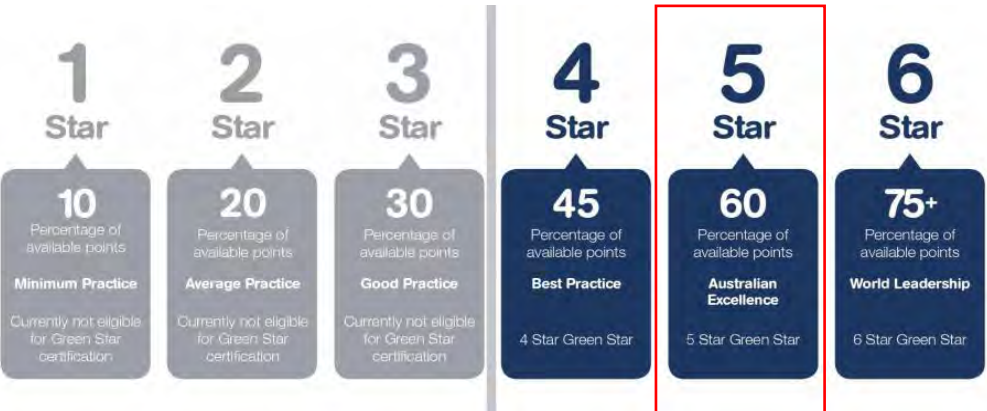 1
Star
10
Percentage of
available points
Minimum Practice
Currently not eligible
for Green Star
certification
2
Star
20
Percentage of
available points
Average Practice
Currently not eligible
for Green Star
certification
3
Star
30
Percentage of
available points
Good Practice
Currently not eligible
for Green Star
certification
4
Star
45
Percentage of
available points
Best Practice
4 Star Green Star
5
Star
60
Percentage of
available points
Australian
Excellence
5 Star Green Star
6
Star
75+
Percentage of
available points
World Leadership
6 Star Green Star